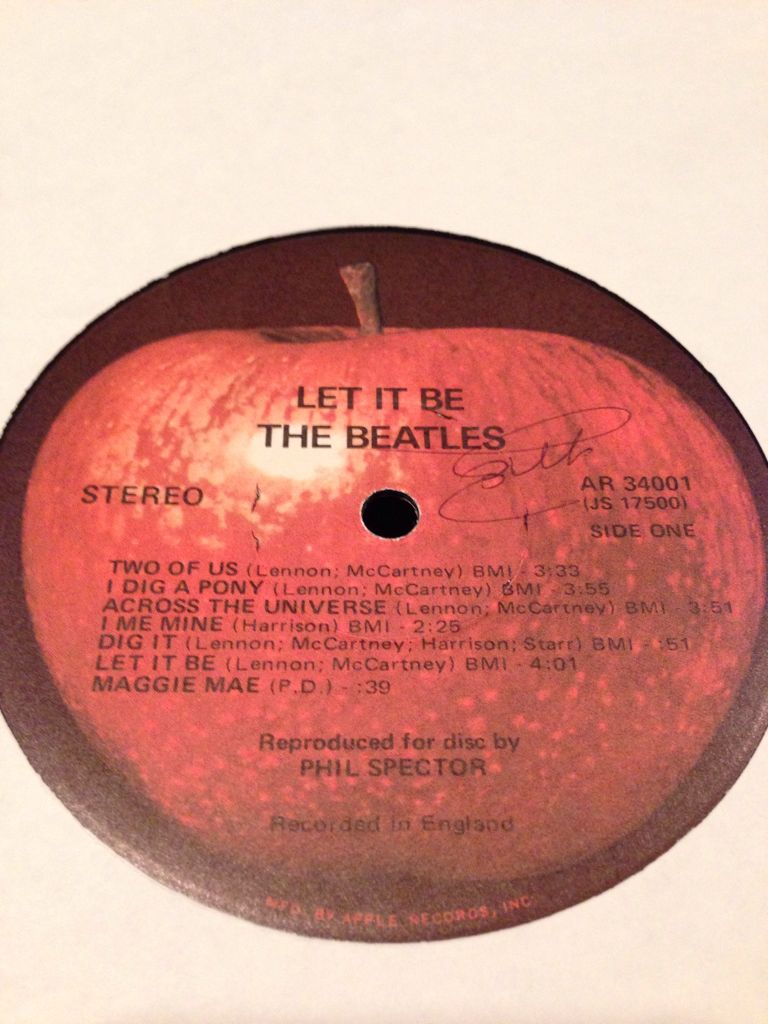 LET IT BE
THE BEATLES
STEREO
AR 34001
(JS 17500)
SIDE ONE
TWO OF US (Lennon; McCartney) BMI - 3:33
I DIG A PONY (Lennon; McCartney) BMI - 3:55
ACROSS THE UNIVERSE (Lennon; McCartney) BMI - 3:51
I ME MINE (Harrison) BMI - 2:25
DIG IT (Lennon; McCartney; Harrison; Starr) BMI - :51
LET IT BE (Lennon; McCartney) BMI - 4:01
MAGGIE MAE (P.D.) - :39
Reproduced for disc by
PHIL SPECTOR
Recorded in England
MFD. BY APPLE RECORDS, INC.